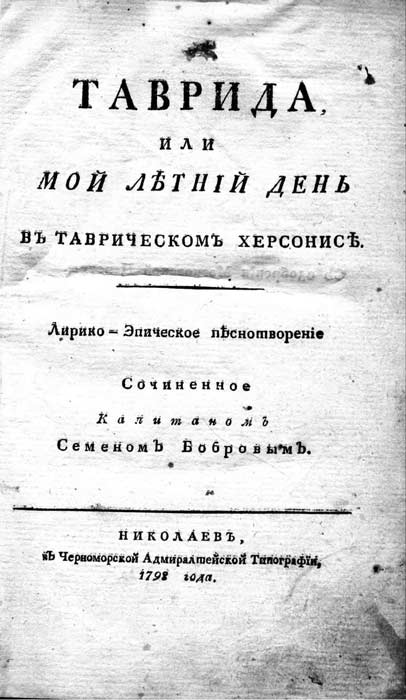 ТАВРИДА,
ИЛИ
МОЙ ЛѢТНІЙ ДЕНЬ
ВЪ ТАВРИЧЕСКОМЪ ХЕРСОНИСѢ.
Лирико-Эпическое пѣснотвореніе
Сочиненное
Капитаномъ
Семеномъ Бобровымъ.
НИКОЛАЕВЪ,
въ Черноморской Адмиралтейской Типографіи,
1798 года.